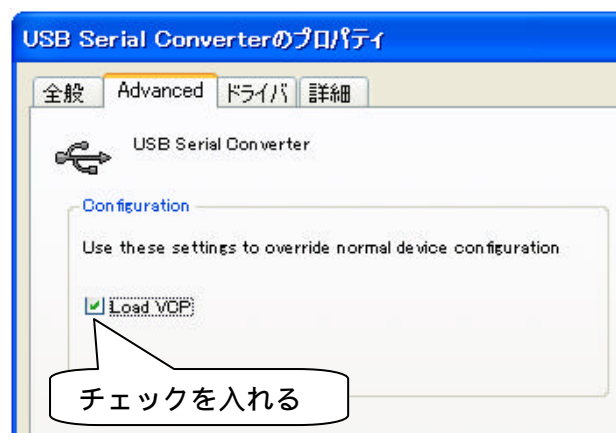 USB Serial Converterのプロパティ
全般 Advanced ドライバ 詳細
USB Serial Converter
Configuration
Use these settings to override normal device configuration
Load VCP
チェックを入れる